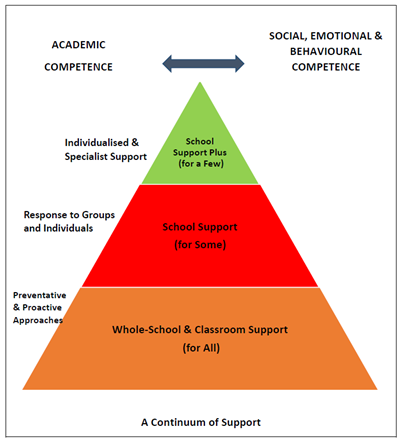 ACADEMIC
COMPETENCE
SOCIAL, EMOTIONAL &
BEHAVIOURAL
COMPETENCE
Individualised &
Specialist Support
School
Support Plus
(for a Few)
Response to Groups
and Individuals
School Support
(for Some)
Preventative
& Proactive
Approaches
Whole-School & Classroom Support
(for All)
A Continuum of Support